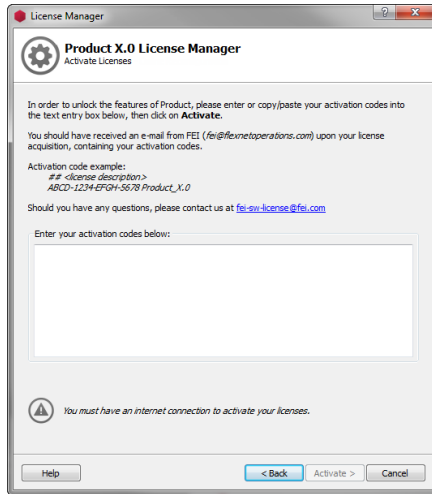 License Manager
Product X.0 License Manager
Activate Licenses
In order to unlock the features of Product, please enter or copy/paste your activation codes into
the text entry box below, then click on Activate.
You should have received an e-mail from FEI (fei@flexnetoperations.com) upon your license
acquisition, containing your activation codes.
Activation code example:
## <license description>
ABCD-1234-EFGH-5678 Product_X.0
Should you have any questions, please contact us at fei-sw-license@fei.com
Enter your activation codes below:
You must have an internet connection to activate your licenses.
Help < Back Activate > Cancel